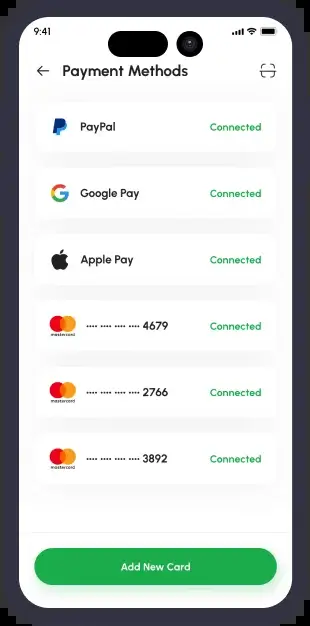 9:41
Payment Methods
PayPal Connected
Google Pay Connected
Apple Pay Connected
mastercard •••• •••• •••• 4679 Connected
mastercard •••• •••• •••• 2766 Connected
mastercard •••• •••• •••• 3892 Connected
Add New Card